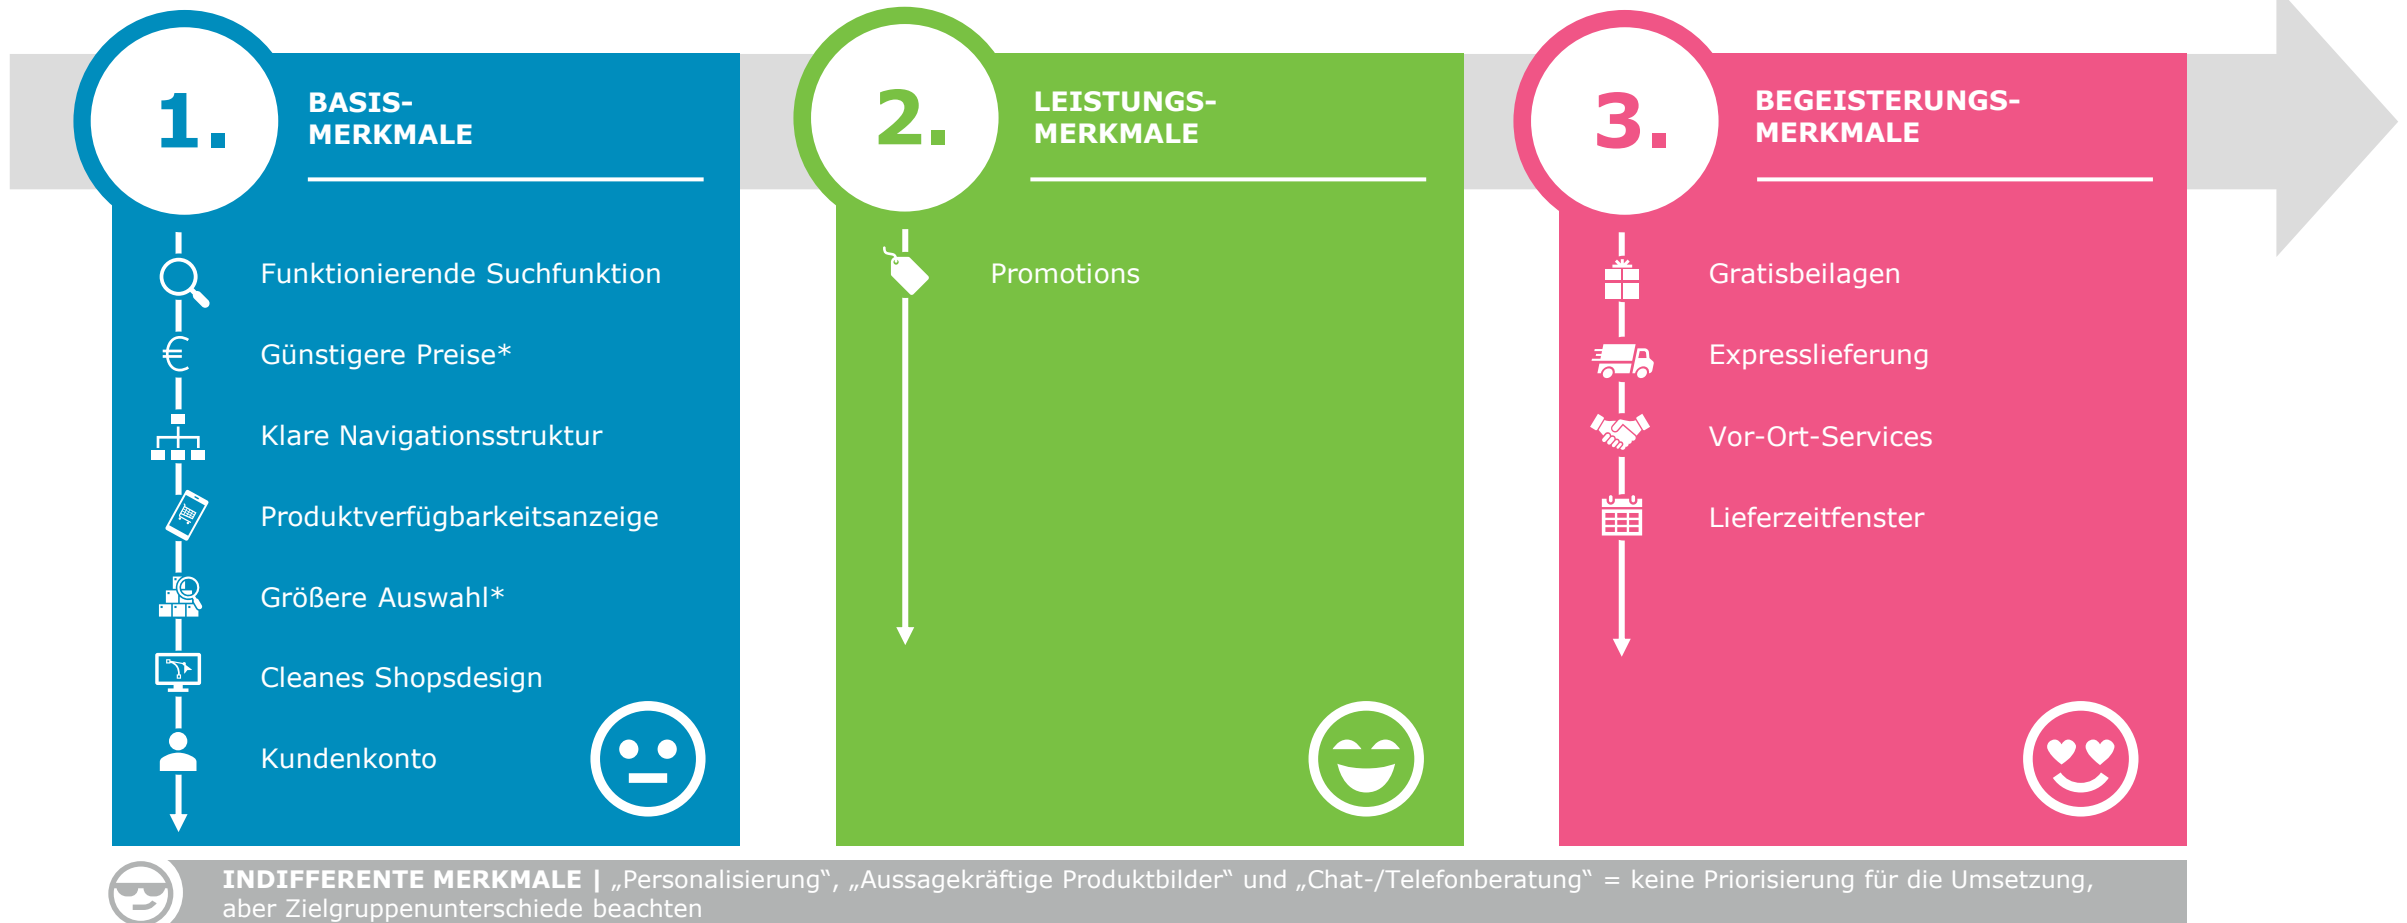 1.
BASIS-
MERKMALE
Funktionierende Suchfunktion
€
Günstigere Preise*
Klare Navigationsstruktur
Produktverfügbarkeitsanzeige
Größere Auswahl*
Cleanes Shopsdesign
Kundenkonto
2.
LEISTUNGS-
MERKMALE
Promotions
3.
BEGEISTERUNGS-
MERKMALE
Gratisbeilagen
Expresslieferung
Vor-Ort-Services
Lieferzeitfenster
INDIFFERENTE MERKMALE | „Personalisierung“, „Aussagekräftige Produktbilder“ und „Chat-/Telefonberatung“ = keine Priorisierung für die Umsetzung,
aber Zielgruppenunterschiede beachten